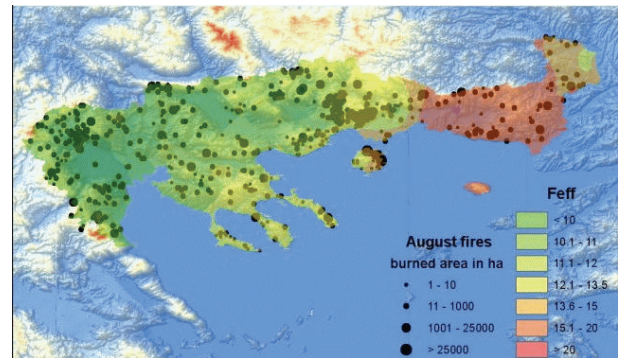 Feff
< 10
10.1 - 11
11.1 - 12
12.1 - 13.5
13.6 - 15
15.1 - 20
> 20
August fires
burned area in ha
1 - 10
11 - 1000
1001 - 25000
> 25000